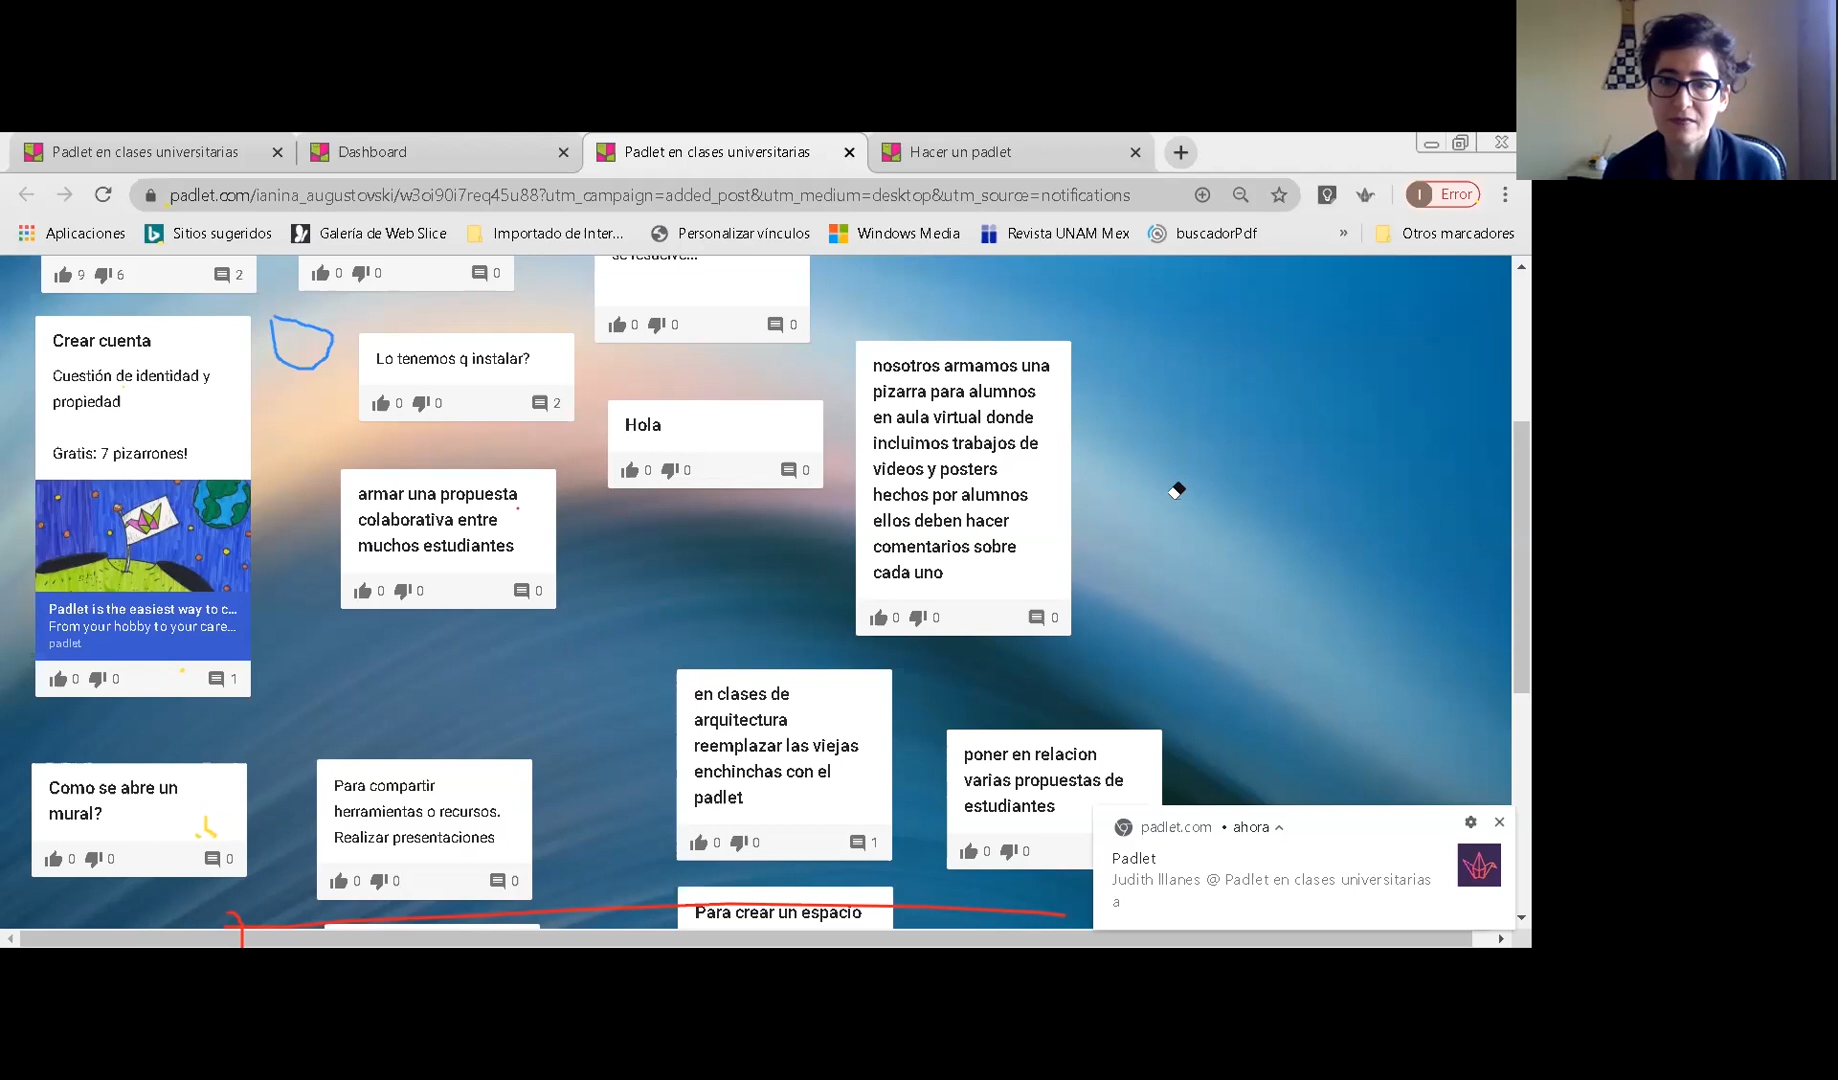 Padlet en clases universitarias
Dashboard
Padlet en clases universitarias
Hacer un padlet
padlet.com/ianina_augustovski/w3oi90i7req45u88?utm_campaign=added_post&utm_medium=desktop&utm_source=notifications
I Error
Aplicaciones
Sitios sugeridos
Galería de Web Slice
Importado de Inter...
Personalizar vínculos
Windows Media
Revista UNAM Mex
buscadorPdf
»
Otros marcadores
9 6 2
0 0 0
se resuelve...
0 0 0
Crear cuenta
Cuestión de identidad y
propiedad
Gratis: 7 pizarrones!
Padlet is the easiest way to c...
From your hobby to your care...
padlet
0 0 1
Lo tenemos q instalar?
0 0 2
Hola
0 0 0
nosotros armamos una
pizarra para alumnos
en aula virtual donde
incluimos trabajos de
videos y posters
hechos por alumnos
ellos deben hacer
comentarios sobre
cada uno
0 0 0
armar una propuesta
colaborativa entre
muchos estudiantes
0 0 0
en clases de
arquitectura
reemplazar las viejas
enchinchas con el
padlet
0 0 1
poner en relacion
varias propuestas de
estudiantes
0 0
Como se abre un
mural?
0 0 0
Para compartir
herramientas o recursos.
Realizar presentaciones
0 0 0
Para crear un espacio
padlet.com • ahora
Padlet
Judith Illanes @ Padlet en clases universitarias
a